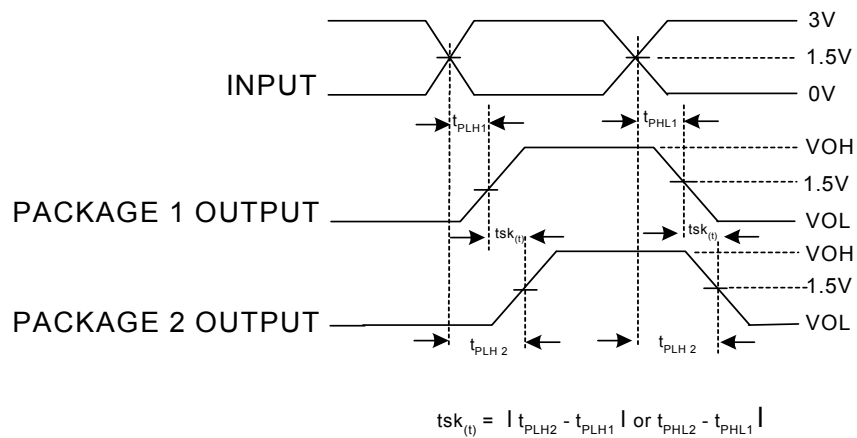 3V
1.5V
INPUT
0V
tPLH1
tPHL1
VOH
1.5V
PACKAGE 1 OUTPUT
VOL
tsk(t)
tsk(t)
VOH
1.5V
PACKAGE 2 OUTPUT
VOL
tPLH 2
tPLH 2
tsk(t) = | tPLH2 - tPLH1 | or tPHL2 - tPHL1 |